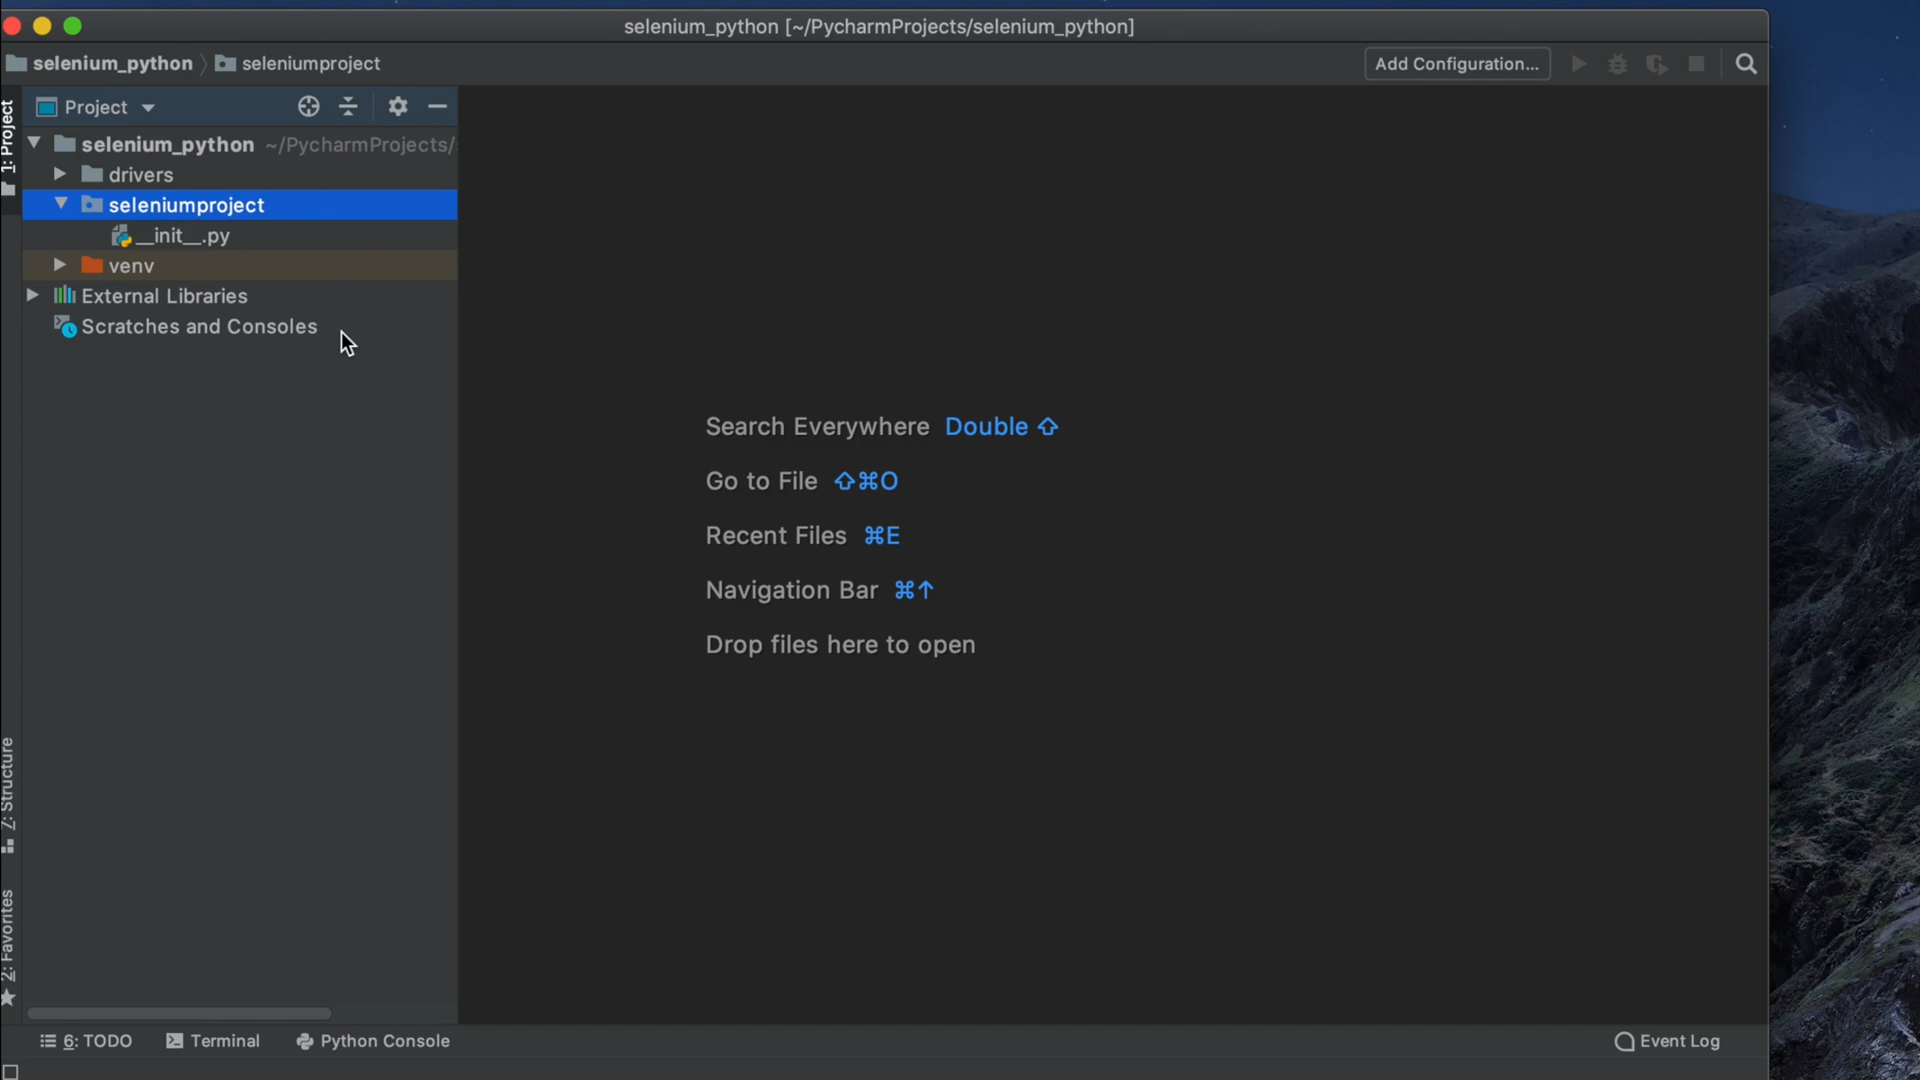 selenium_python [~/PycharmProjects/selenium_python]
selenium_python seleniumproject
Add Configuration...
1: Project
Project
selenium_python ~/PycharmProjects/
drivers
seleniumproject
__init__.py
venv
External Libraries
Scratches and Consoles
Search Everywhere Double ⇧
Go to File ⇧⌘O
Recent Files ⌘E
Navigation Bar ⌘↑
Drop files here to open
7: Structure
2: Favorites
6: TODO
Terminal
Python Console
Event Log